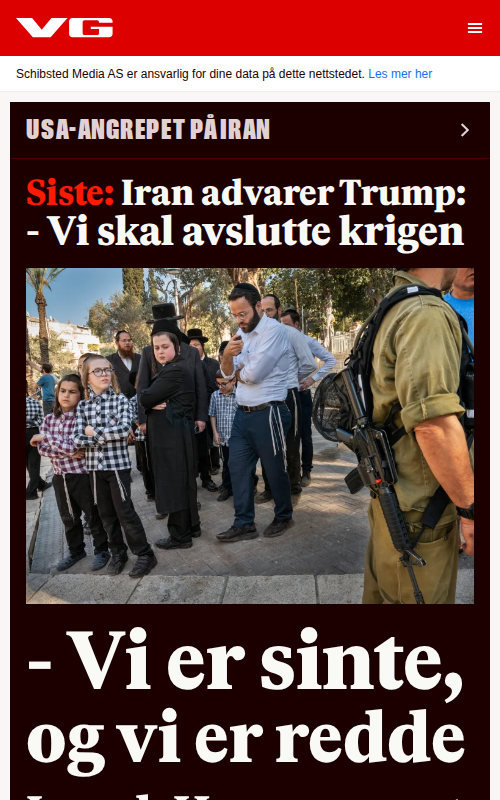 VG
Schibsted Media AS er ansvarlig for dine data på dette nettstedet. Les mer her
USA-ANGREPET PÅ IRAN
Siste: Iran advarer Trump:
- Vi skal avslutte krigen
- Vi er sinte,
og vi er redde